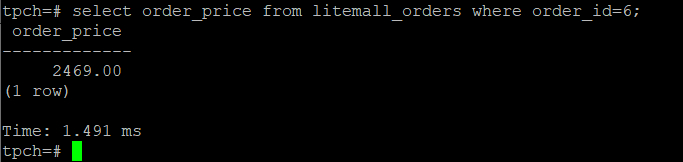 tpch=# select order_price from litemall_orders where order_id=6;
order_price
-------------
2469.00
(1 row)
Time: 1.491 ms
tpch=#